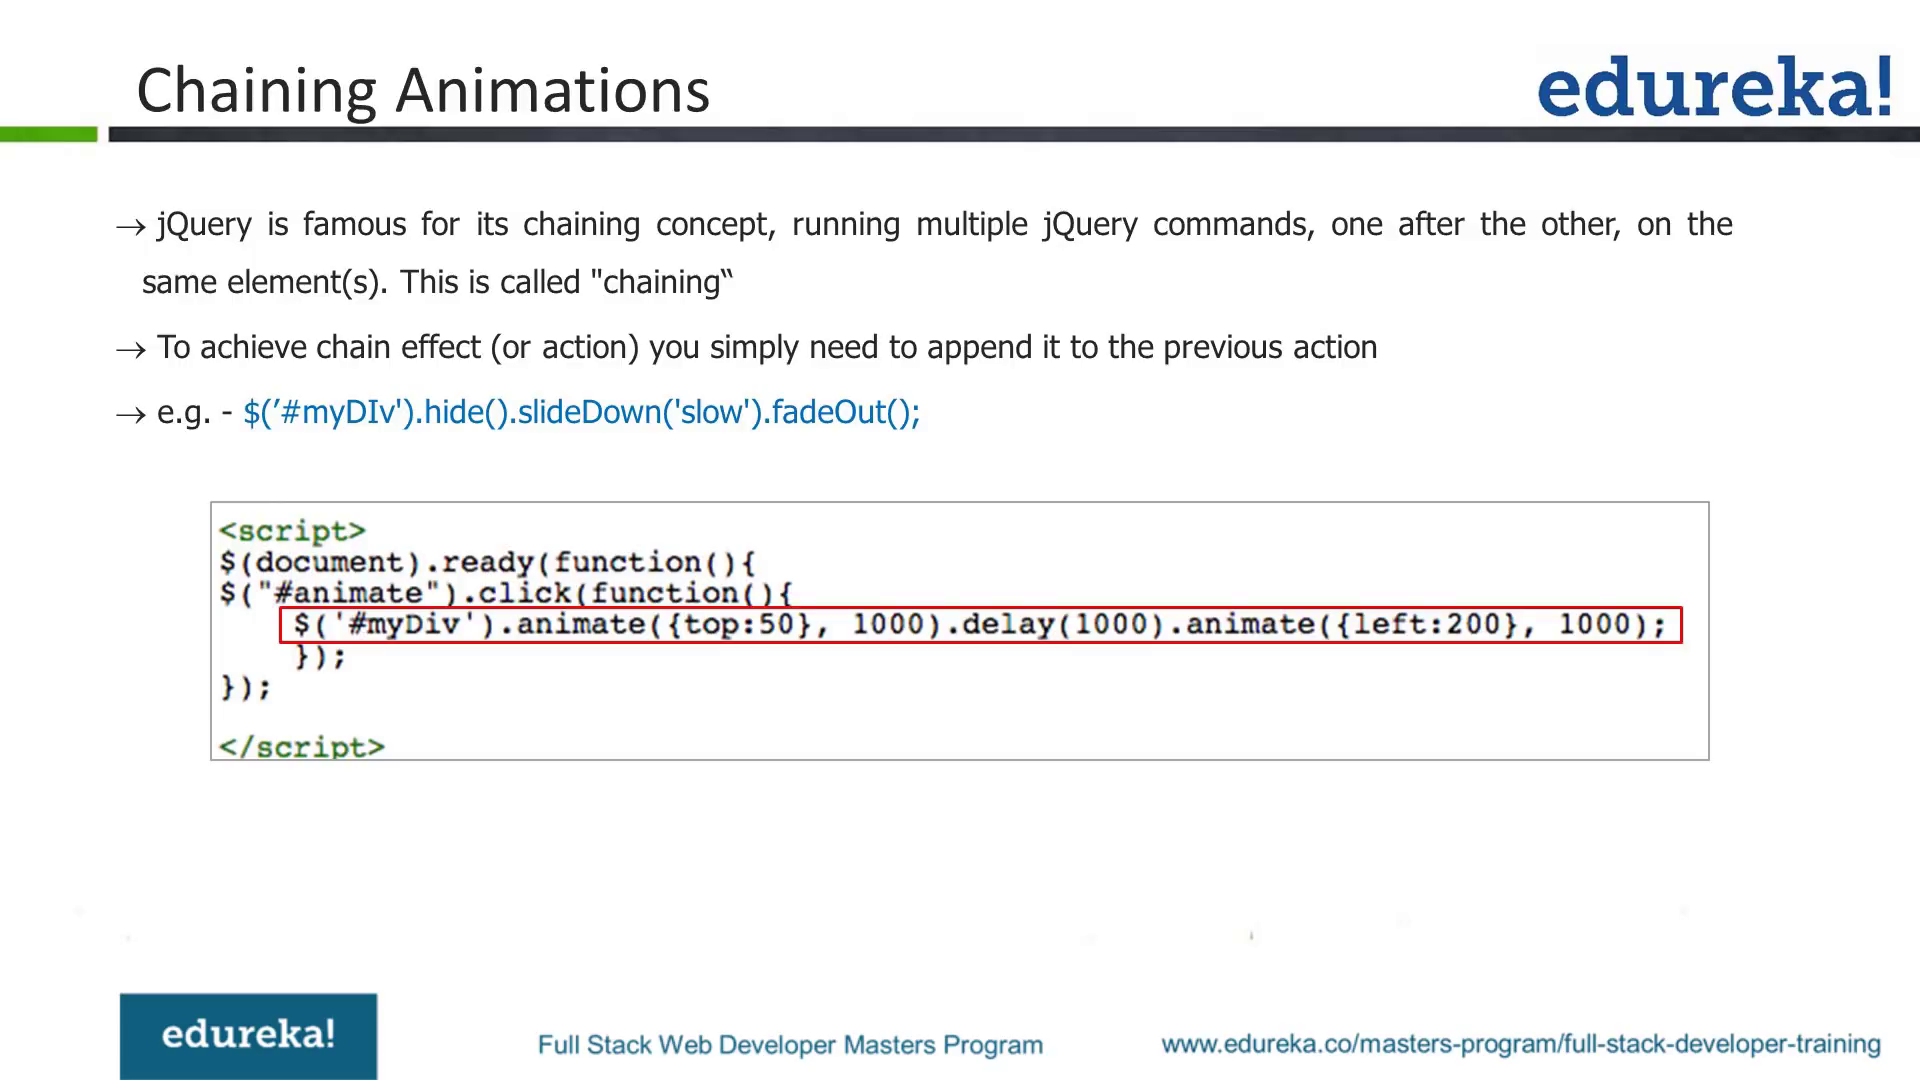 Chaining Animations
edureka!
→ jQuery is famous for its chaining concept, running multiple jQuery commands, one after the other, on the
same element(s). This is called "chaining“
→ To achieve chain effect (or action) you simply need to append it to the previous action
→ e.g. - $(’#myDIv').hide().slideDown('slow').fadeOut();
<script>
$(document).ready(function(){
$("#animate").click(function(){
$('#myDiv').animate({top:50}, 1000).delay(1000).animate({left:200}, 1000);
});
});
</script>
edureka!
Full Stack Web Developer Masters Program
www.edureka.co/masters-program/full-stack-developer-training